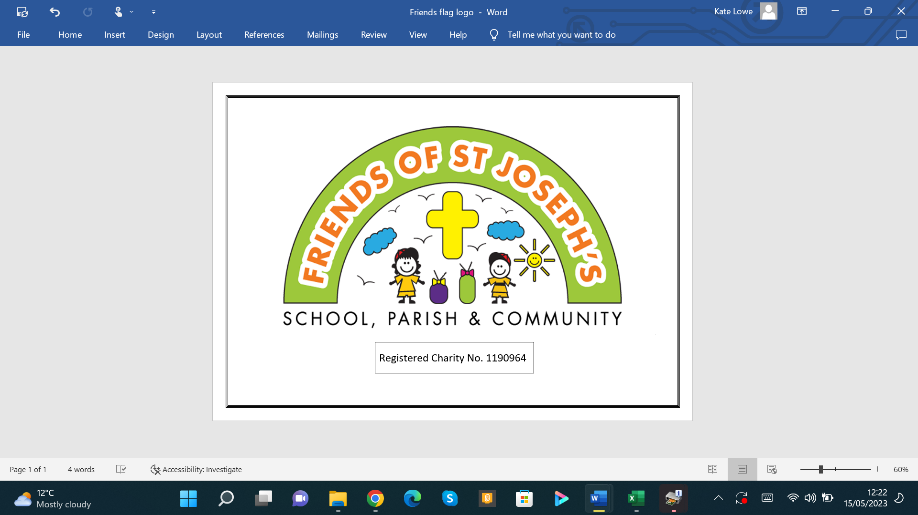 Friends flag logo - Word
Kate Lowe
File Home Insert Design Layout References Mailings Review View Help Tell me what you want to do
FRIENDS OF ST JOSEPH'S
SCHOOL, PARISH & COMMUNITY
Registered Charity No. 1190964
Page 1 of 1 4 words Accessibility: Investigate 60%
12°C
Mostly cloudy
12:22
15/05/2023